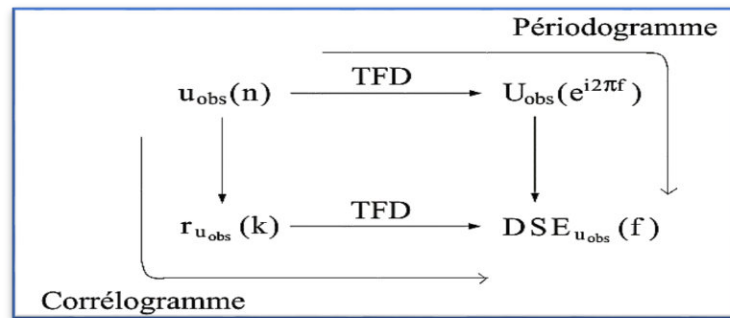 Périodogramme
u_obs(n) TFD U_obs(e^{i2πf})
r_{u_obs}(k) TFD DSE_{u_obs}(f)
Corrélogramme